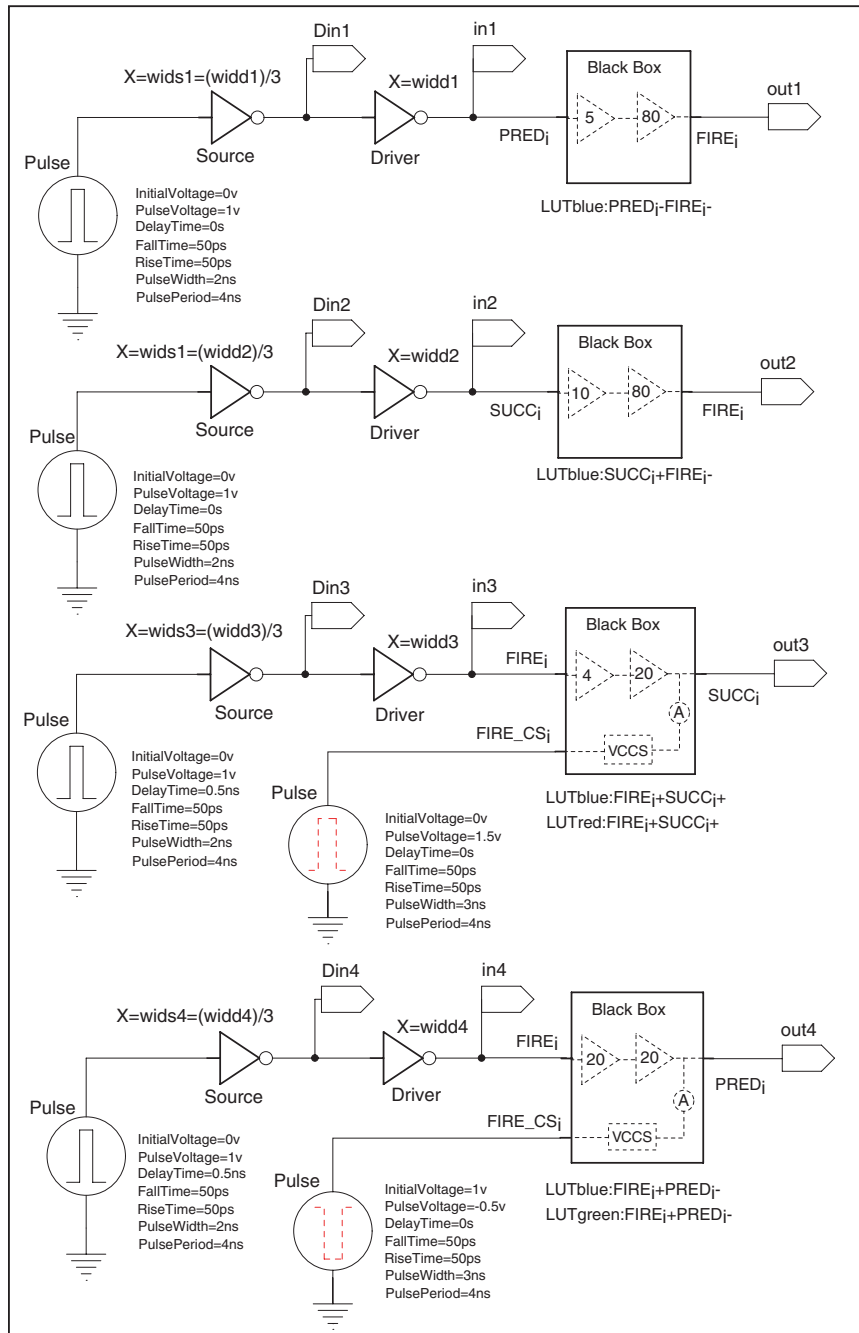 Din1
in1
X=wids1=(widd1)/3
X=widd1
Black Box
out1
5
80
PREDi
FIREi
Source
Driver
Pulse
LUTblue:PREDi-FIREi-
InitialVoltage=0v
PulseVoltage=1v
DelayTime=0s
FallTime=50ps
RiseTime=50ps
PulseWidth=2ns
PulsePeriod=4ns
Din2
in2
X=wids1=(widd2)/3
X=widd2
Black Box
out2
10
80
SUCCi
FIREi
Source
Driver
Pulse
LUTblue:SUCCi+FIREi-
InitialVoltage=0v
PulseVoltage=1v
DelayTime=0s
FallTime=50ps
RiseTime=50ps
PulseWidth=2ns
PulsePeriod=4ns
Din3
in3
X=wids3=(widd3)/3
X=widd3
Black Box
out3
FIREi
4
20
SUCCi
A
Source
Driver
FIRE_CSi
VCCS
Pulse
InitialVoltage=0v
PulseVoltage=1v
DelayTime=0.5ns
FallTime=50ps
RiseTime=50ps
PulseWidth=2ns
PulsePeriod=4ns
LUTblue:FIREi+SUCCi+
LUTred:FIREi+SUCCi+
Pulse
InitialVoltage=0v
PulseVoltage=1.5v
DelayTime=0s
FallTime=50ps
RiseTime=50ps
PulseWidth=3ns
PulsePeriod=4ns
Din4
in4
X=wids4=(widd4)/3
X=widd4
Black Box
out4
FIREi
20
20
PREDi
A
Source
Driver
FIRE_CSi
VCCS
Pulse
InitialVoltage=0v
PulseVoltage=1v
DelayTime=0.5ns
FallTime=50ps
RiseTime=50ps
PulseWidth=2ns
PulsePeriod=4ns
LUTblue:FIREi+PREDi-
LUTgreen:FIREi+PREDi-
Pulse
InitialVoltage=1v
PulseVoltage=-0.5v
DelayTime=0s
FallTime=50ps
RiseTime=50ps
PulseWidth=3ns
PulsePeriod=4ns